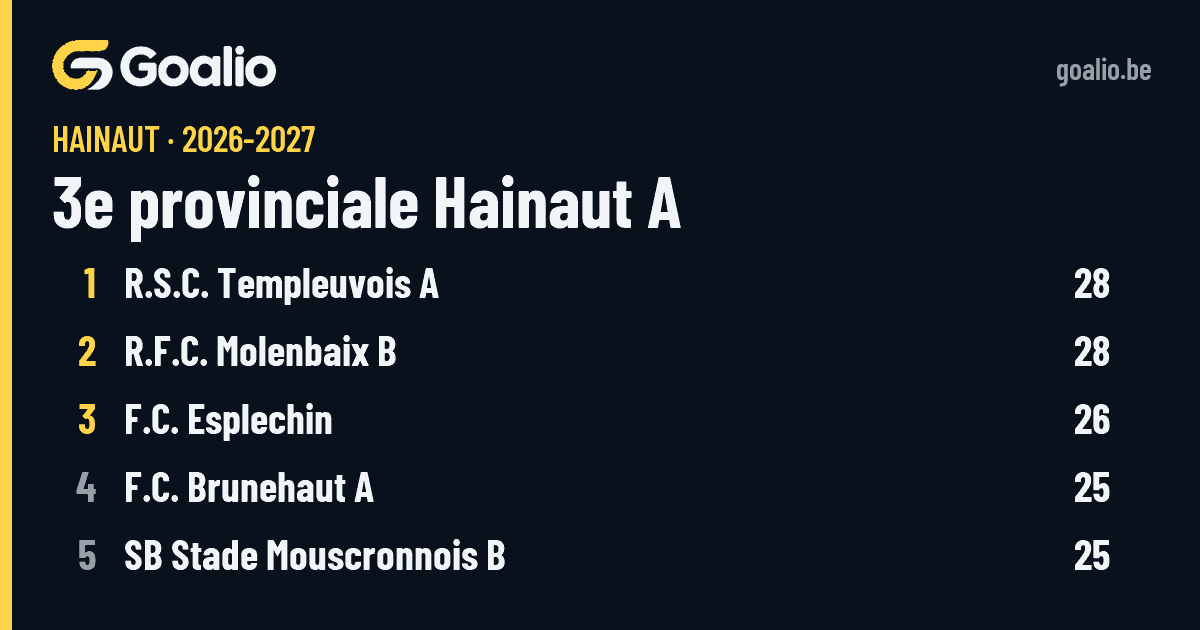 Goalio
goalio.be
HAINAUT · 2026-2027
3e provinciale Hainaut A
1 R.S.C. Templeuvois A 28
2 R.F.C. Molenbaix B 28
3 F.C. Esplechin 26
4 F.C. Brunehaut A 25
5 SB Stade Mouscronnois B 25